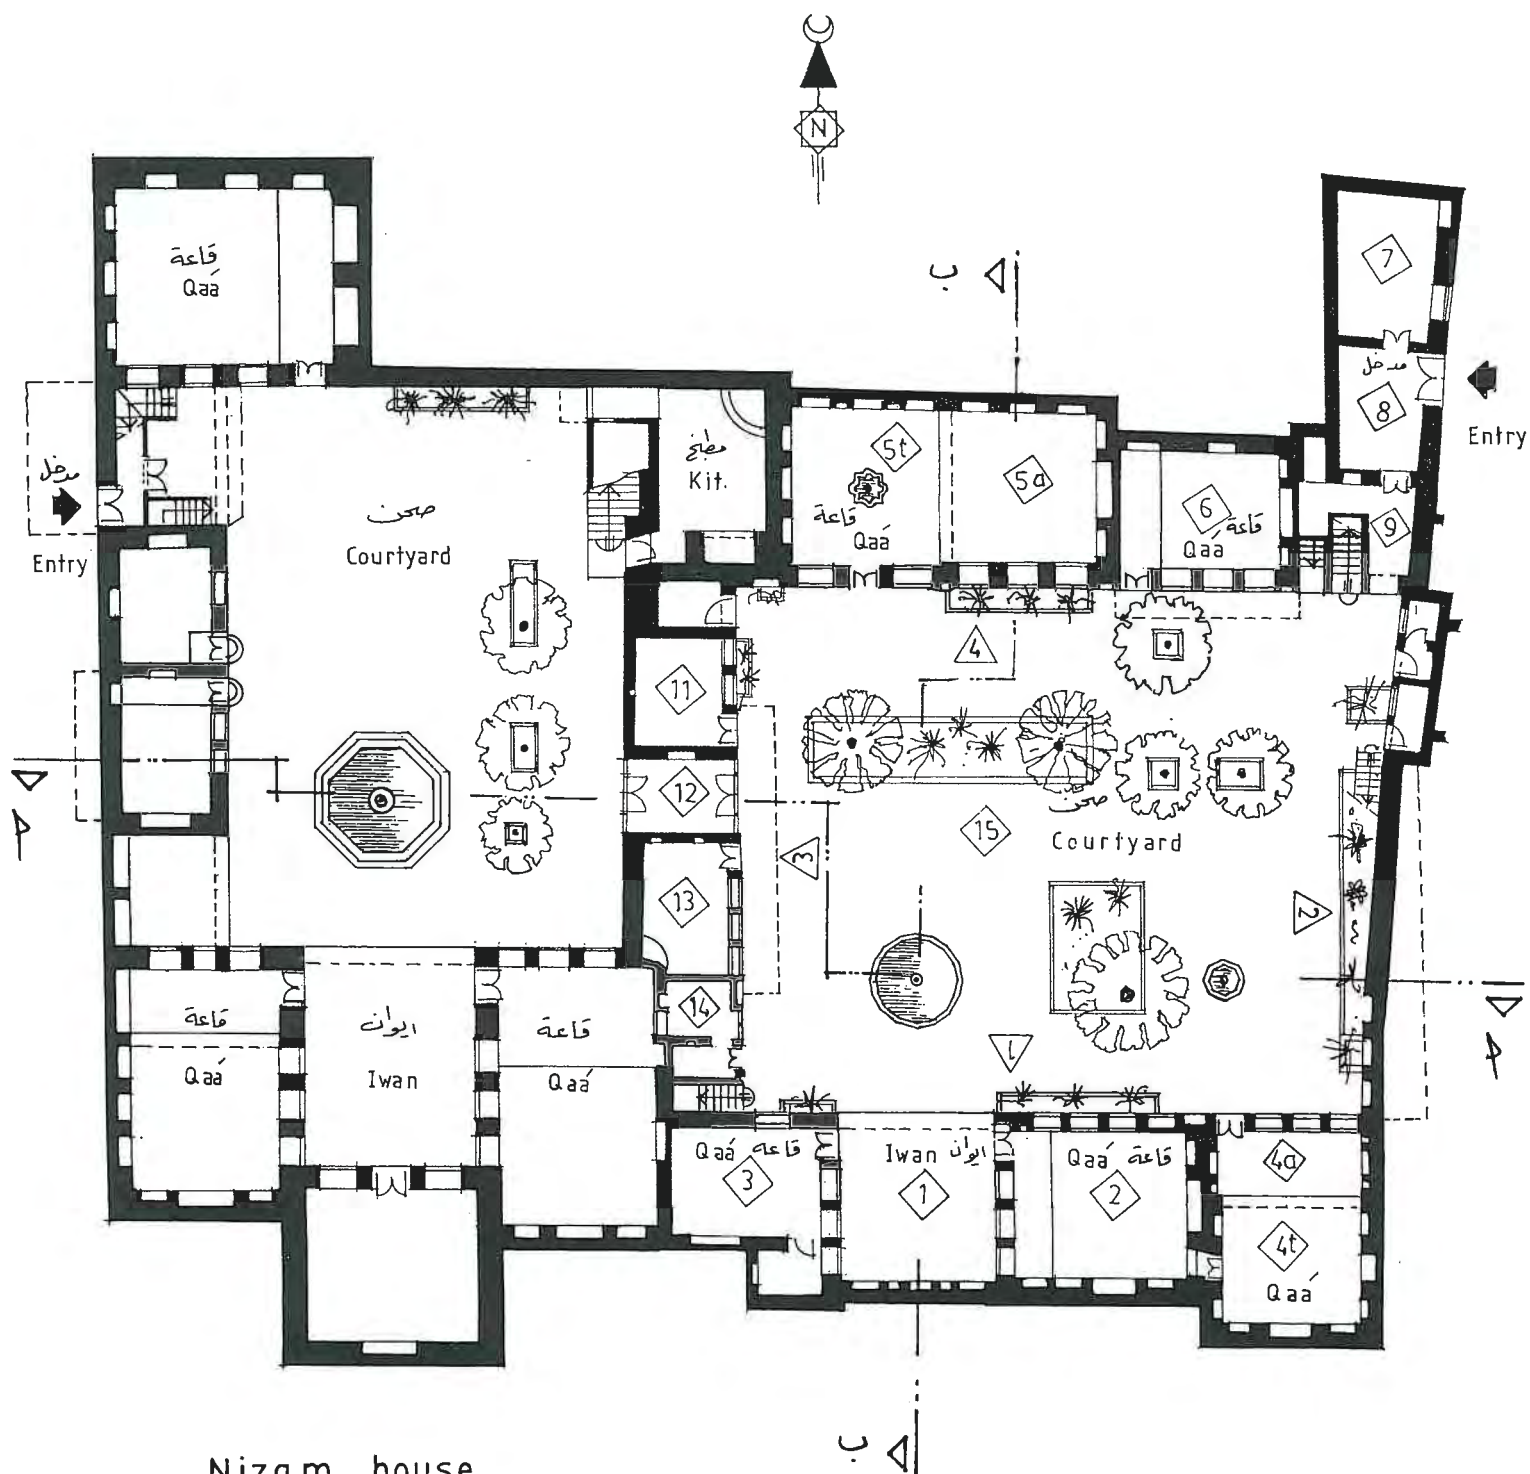 N
ب
قاعة
Qaá
7
مدخل
8
Entry
مدخل
Entry
صحن
Courtyard
مطبخ
Kit.
5t
قاعة
Qaá
5a
6
قاعة
Qaá
9
4
11
12
3
15
صحن
Courtyard
2
13
14
1
قاعة
Qaá
ايوان
Iwan
قاعة
Qaá
Qaá قاعة
3
Iwan ايوان
1
Qaá قاعة
2
4a
4t
Qaá
ب
Nizam house